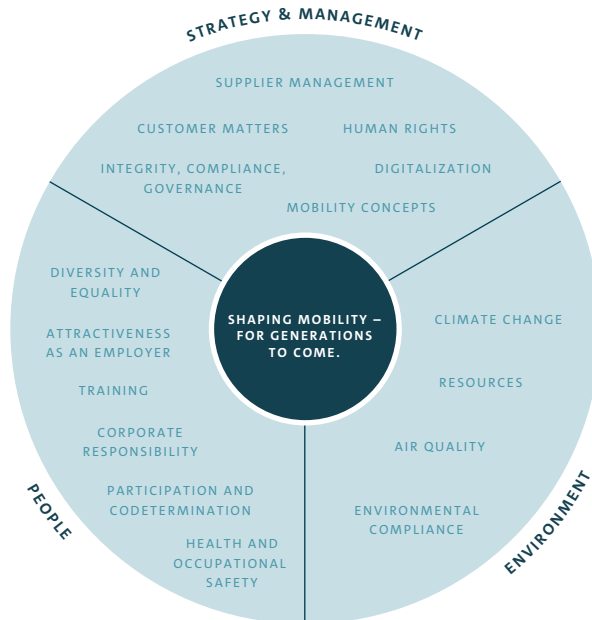 STRATEGY & MANAGEMENT
SUPPLIER MANAGEMENT
CUSTOMER MATTERS
HUMAN RIGHTS
INTEGRITY, COMPLIANCE,
GOVERNANCE
DIGITALIZATION
MOBILITY CONCEPTS
SHAPING MOBILITY –
FOR GENERATIONS
TO COME.
DIVERSITY AND
EQUALITY
ATTRACTIVENESS
AS AN EMPLOYER
TRAINING
CORPORATE
RESPONSIBILITY
PARTICIPATION AND
CODETERMINATION
HEALTH AND
OCCUPATIONAL
SAFETY
PEOPLE
CLIMATE CHANGE
RESOURCES
AIR QUALITY
ENVIRONMENTAL
COMPLIANCE
ENVIRONMENT